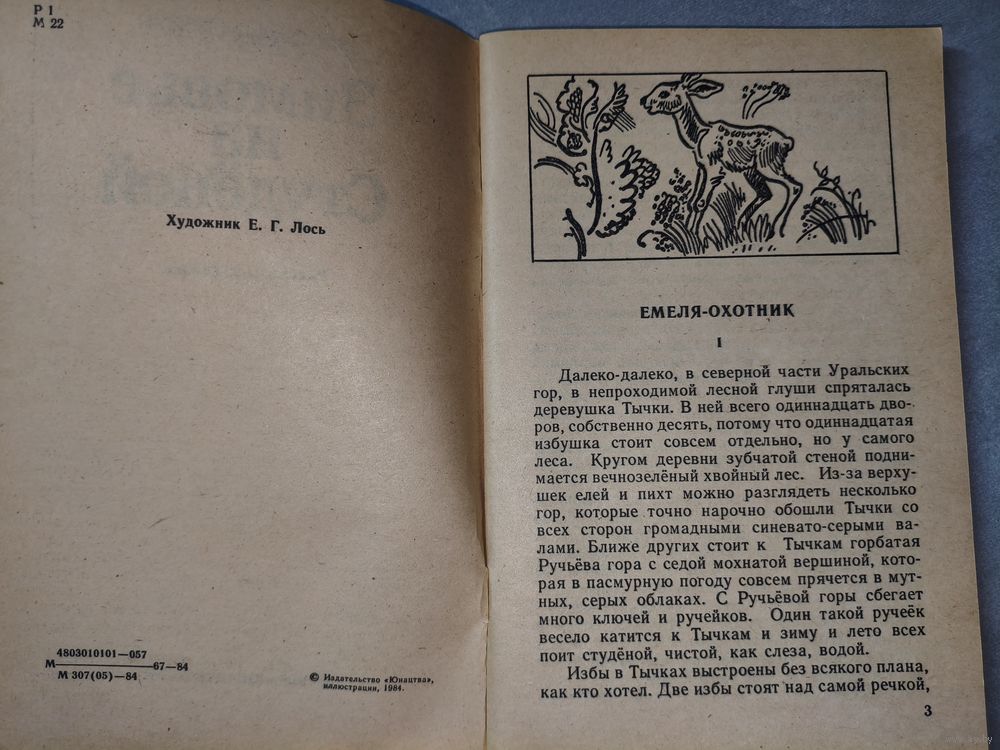 Р 1
М 22
Художник Е. Г. Лось
4803010101—057
М————————67—84
М 307(05)—84
© Издательство «Юнацтва»,
иллюстрации, 1984.
ЕМЕЛЯ-ОХОТНИК
I
Далеко-далеко, в северной части Уральских
гор, в непроходимой лесной глуши спряталась
деревушка Тычки. В ней всего одиннадцать дво-
ров, собственно десять, потому что одиннадцатая
избушка стоит совсем отдельно, но у самого
леса. Кругом деревни зубчатой стеной подни-
мается вечнозелёный хвойный лес. Из-за верху-
шек елей и пихт можно разглядеть несколько
гор, которые точно нарочно обошли Тычки со
всех сторон громадными синевато-серыми ва-
лами. Ближе других стоит к Тычкам горбатая
Ручьёва гора с седой мохнатой вершиной, кото-
рая в пасмурную погоду совсем прячется в мут-
ных, серых облаках. С Ручьёвой горы сбегает
много ключей и ручейков. Один такой ручеёк
весело катится к Тычкам и зиму и лето всех
поит студёной, чистой, как слеза, водой.
Избы в Тычках выстроены без всякого плана,
как кто хотел. Две избы стоят над самой речкой,
3